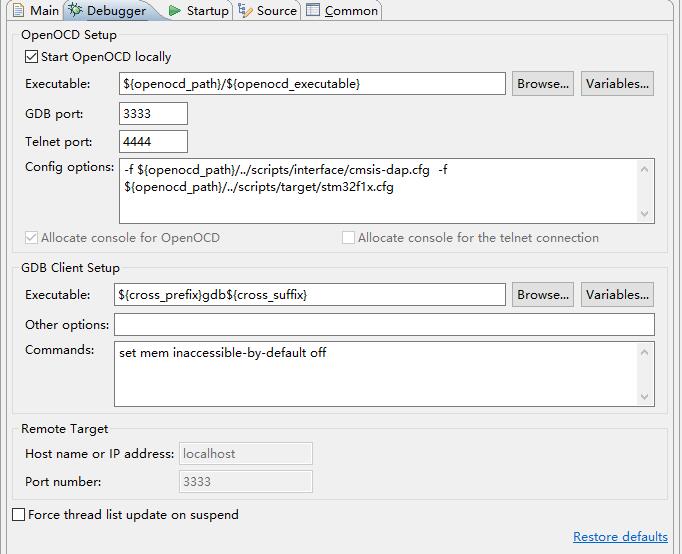 Main Debugger Startup Source Common
OpenOCD Setup
Start OpenOCD locally
Executable: ${openocd_path}/${openocd_executable} Browse... Variables...
GDB port: 3333
Telnet port: 4444
Config options: -f ${openocd_path}/../scripts/interface/cmsis-dap.cfg -f
${openocd_path}/../scripts/target/stm32f1x.cfg
Allocate console for OpenOCD Allocate console for the telnet connection
GDB Client Setup
Executable: ${cross_prefix}gdb${cross_suffix} Browse... Variables...
Other options:
Commands: set mem inaccessible-by-default off
Remote Target
Host name or IP address: localhost
Port number: 3333
Force thread list update on suspend
Restore defaults